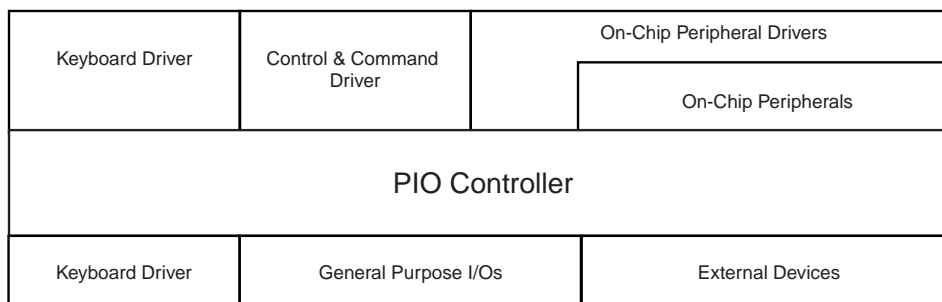 On-Chip Peripheral Drivers
Keyboard Driver
Control & Command
Driver
On-Chip Peripherals
PIO Controller
Keyboard Driver
General Purpose I/Os
External Devices